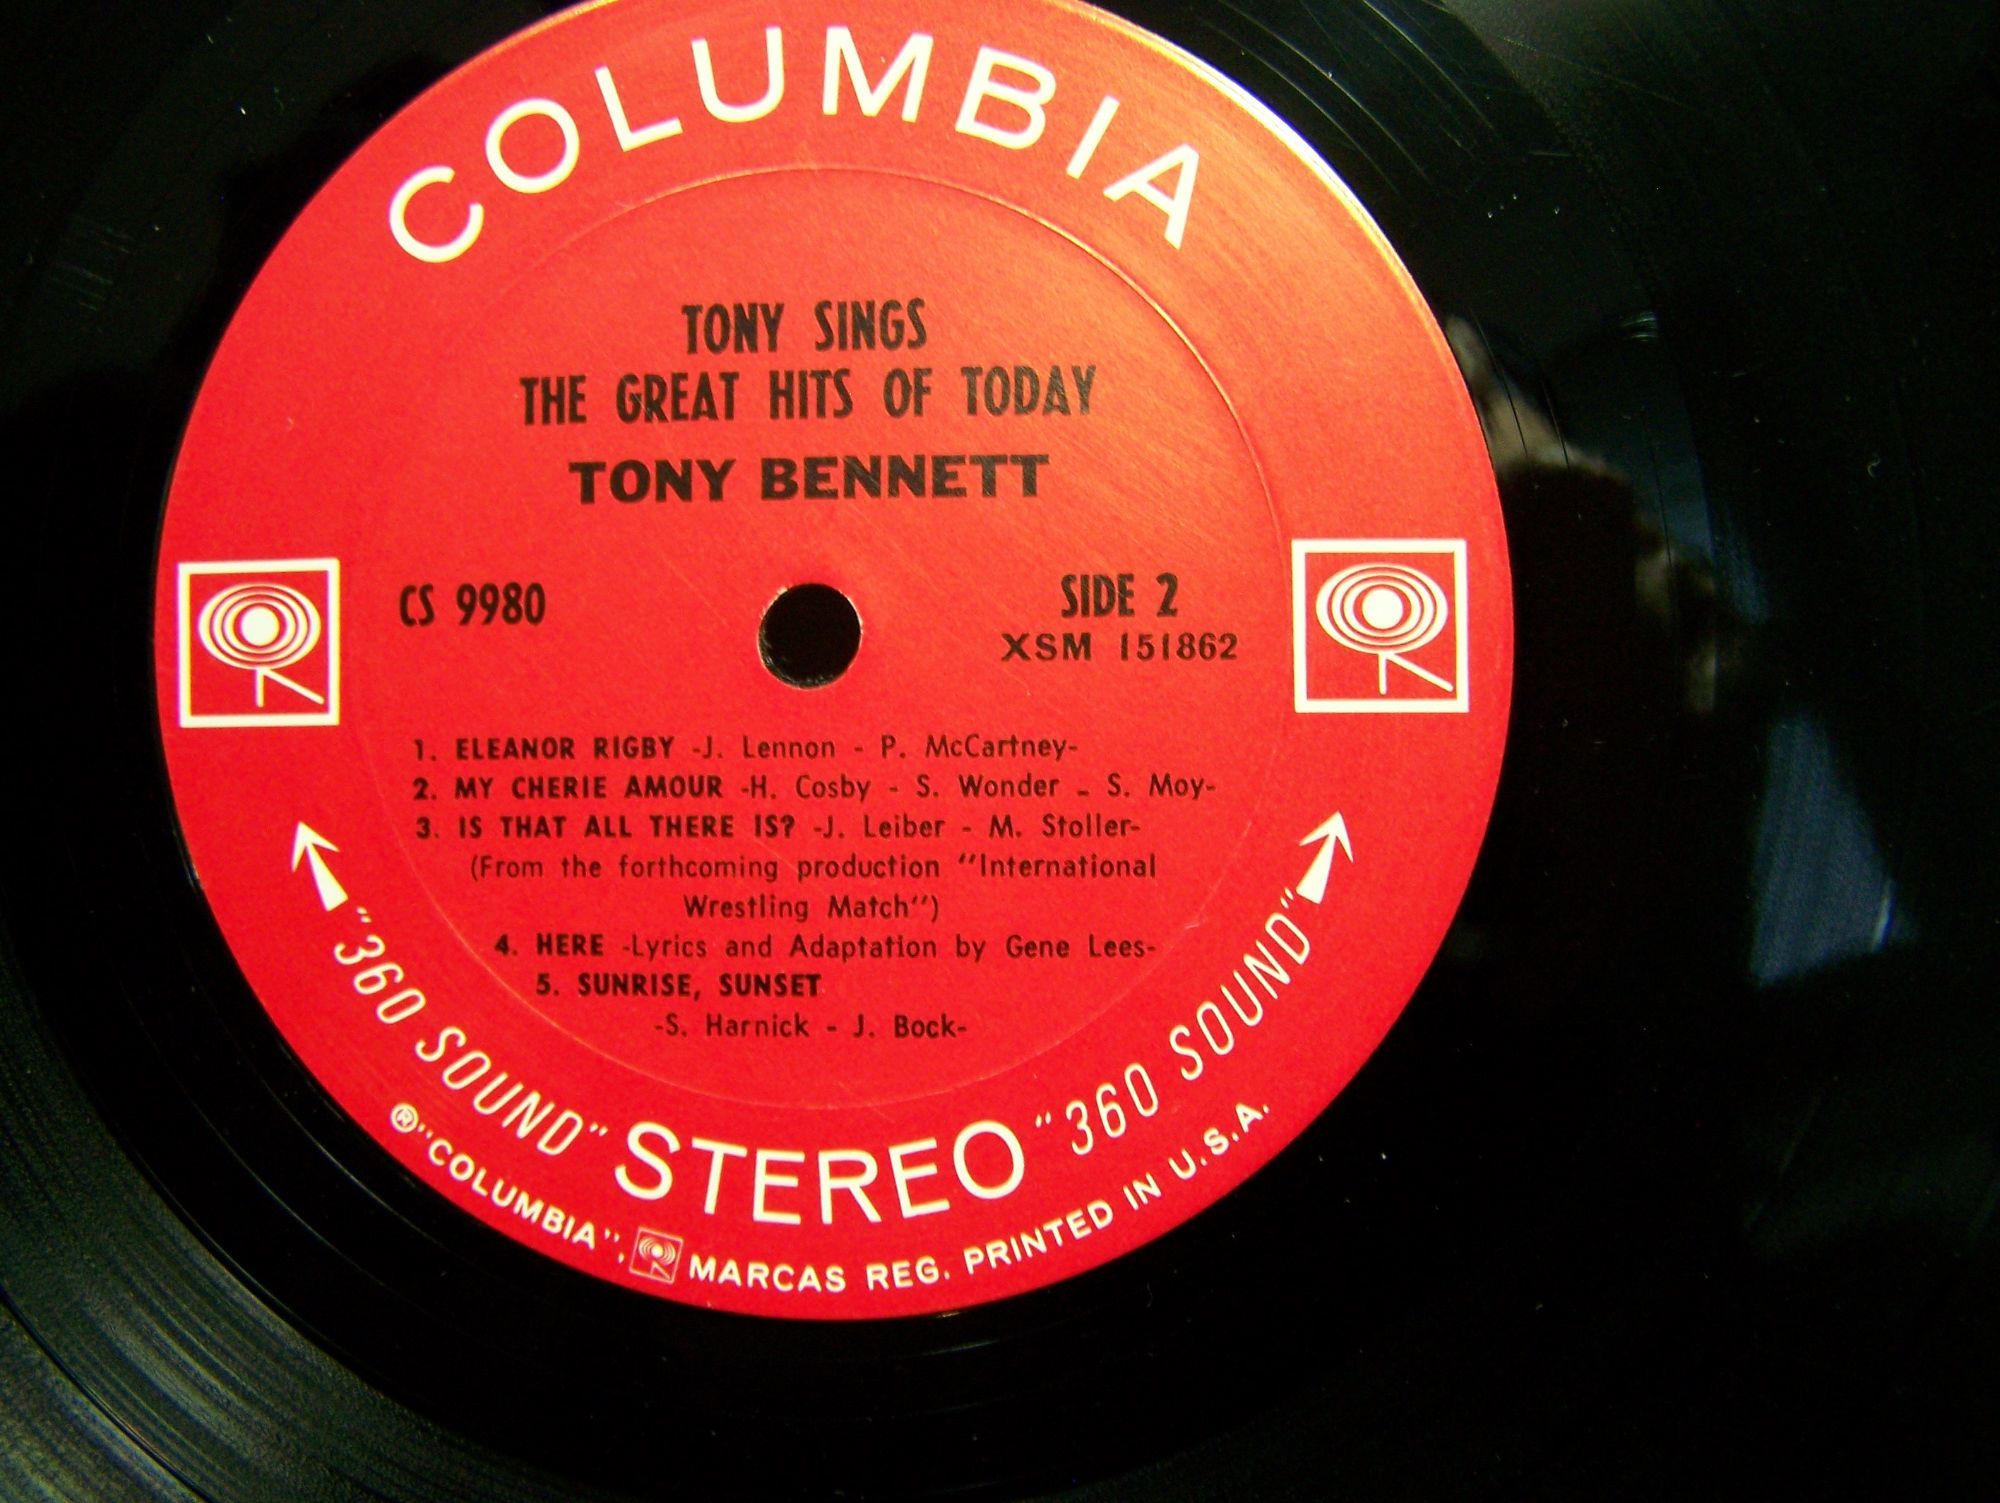 COLUMBIA
TONY SINGS
THE GREAT HITS OF TODAY
TONY BENNETT
CS 9980
SIDE 2
XSM 151862
1. ELEANOR RIGBY -J. Lennon - P. McCartney-
2. MY CHERIE AMOUR -H. Cosby - S. Wonder - S. Moy-
3. IS THAT ALL THERE IS? -J. Leiber - M. Stoller-
(From the forthcoming production "International
Wrestling Match")
4. HERE -Lyrics and Adaptation by Gene Lees-
5. SUNRISE, SUNSET
-S. Harnick - J. Bock-
"360 SOUND" STEREO "360 SOUND"
® "COLUMBIA", MARCAS REG. PRINTED IN U.S.A.